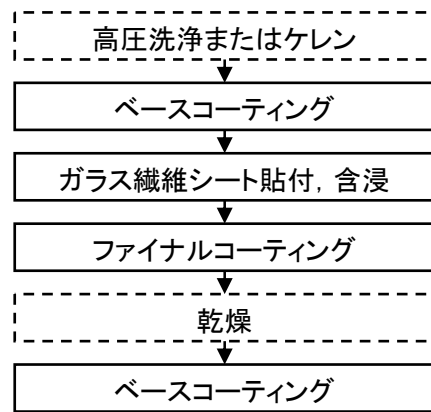 高圧洗浄またはケレン
ベースコーティング
ガラス繊維シート貼付，含浸
ファイナルコーティング
乾燥
ベースコーティング